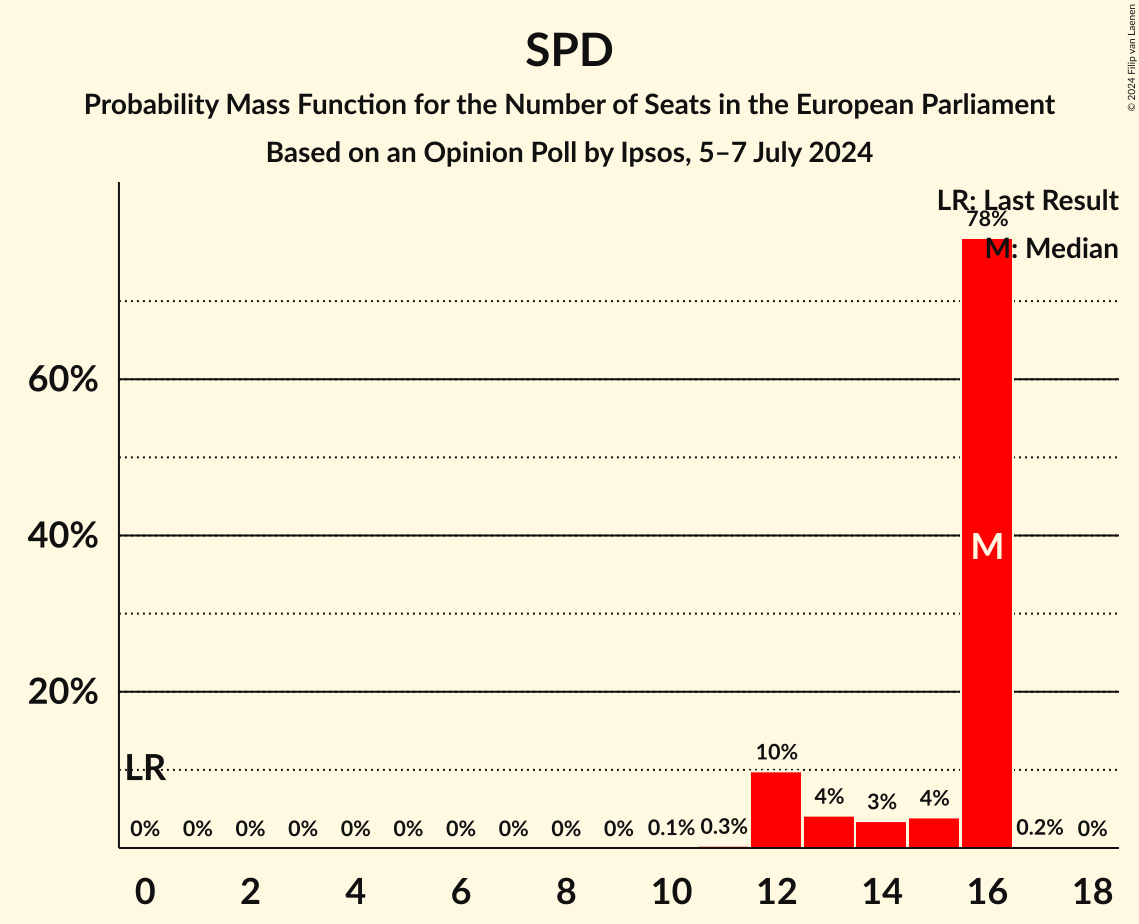 © 2024 Filip van Laenen
SPD
Probability Mass Function for the Number of Seats in the European Parliament
Based on an Opinion Poll by Ipsos, 5–7 July 2024
LR: Last Result
78%
M: Median
60%
40%
M
20%
10%
LR
4%
3%
4%
0% 0% 0% 0% 0% 0% 0% 0% 0% 0% 0.1% 0.3% 0.2% 0%
0 2 4 6 8 10 12 14 16 18